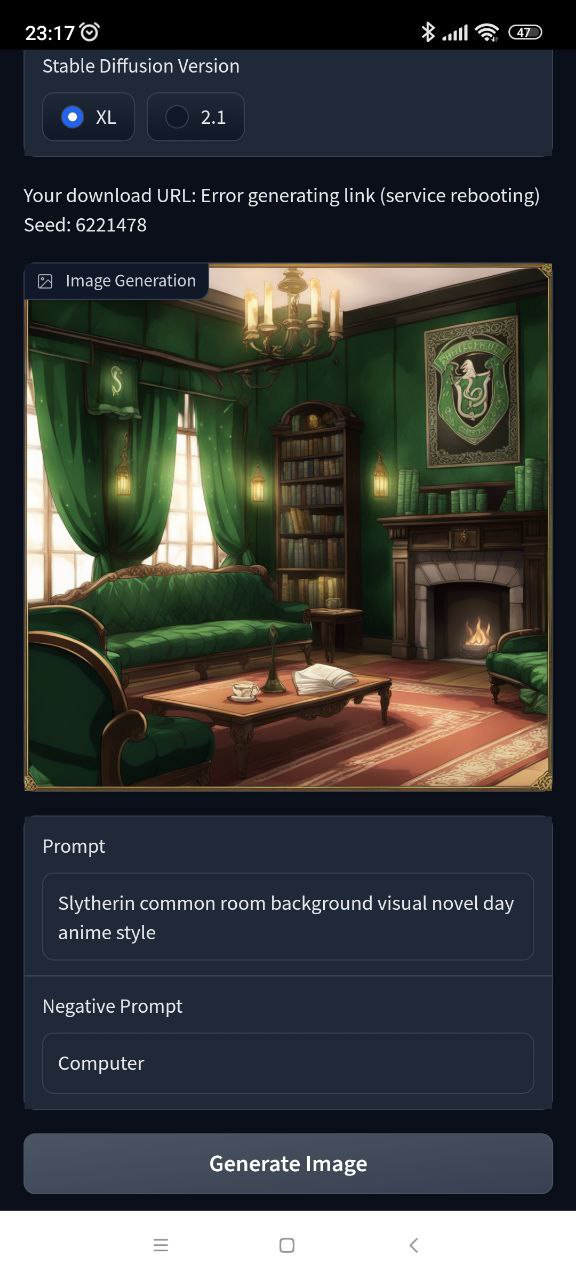 23:17
47
Stable Diffusion Version
XL
2.1
Your download URL: Error generating link (service rebooting)
Seed: 6221478
Image Generation
S
Prompt
Slytherin common room background visual novel day
anime style
Negative Prompt
Computer
Generate Image